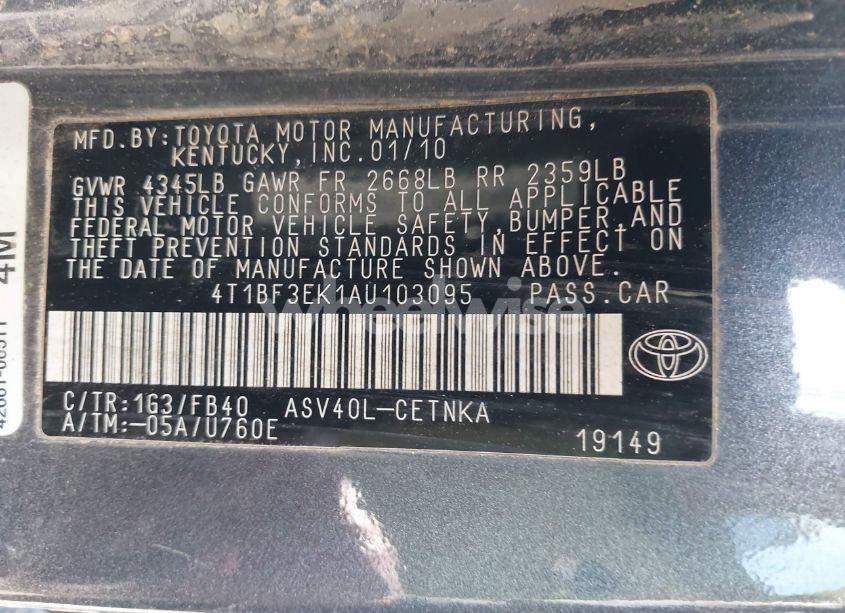 MFD.BY:TOYOTA MOTOR MANUFACTURING,
KENTUCKY,INC.01/10
GVWR 4345LB GAWR FR 2668LB RR 2359LB
THIS VEHICLE CONFORMS TO ALL APPLICABLE
FEDERAL MOTOR VEHICLE SAFETY,BUMPER,AND
THEFT PREVENTION STANDARDS IN EFFECT ON
THE DATE OF MANUFACTURE SHOWN ABOVE.
4T1BF3EK1AU103095 PASS.CAR
C/TR:1G3/FB40 ASV40L-CETNKA
A/TM:-05A/U760E
19149
4M
wheelwise